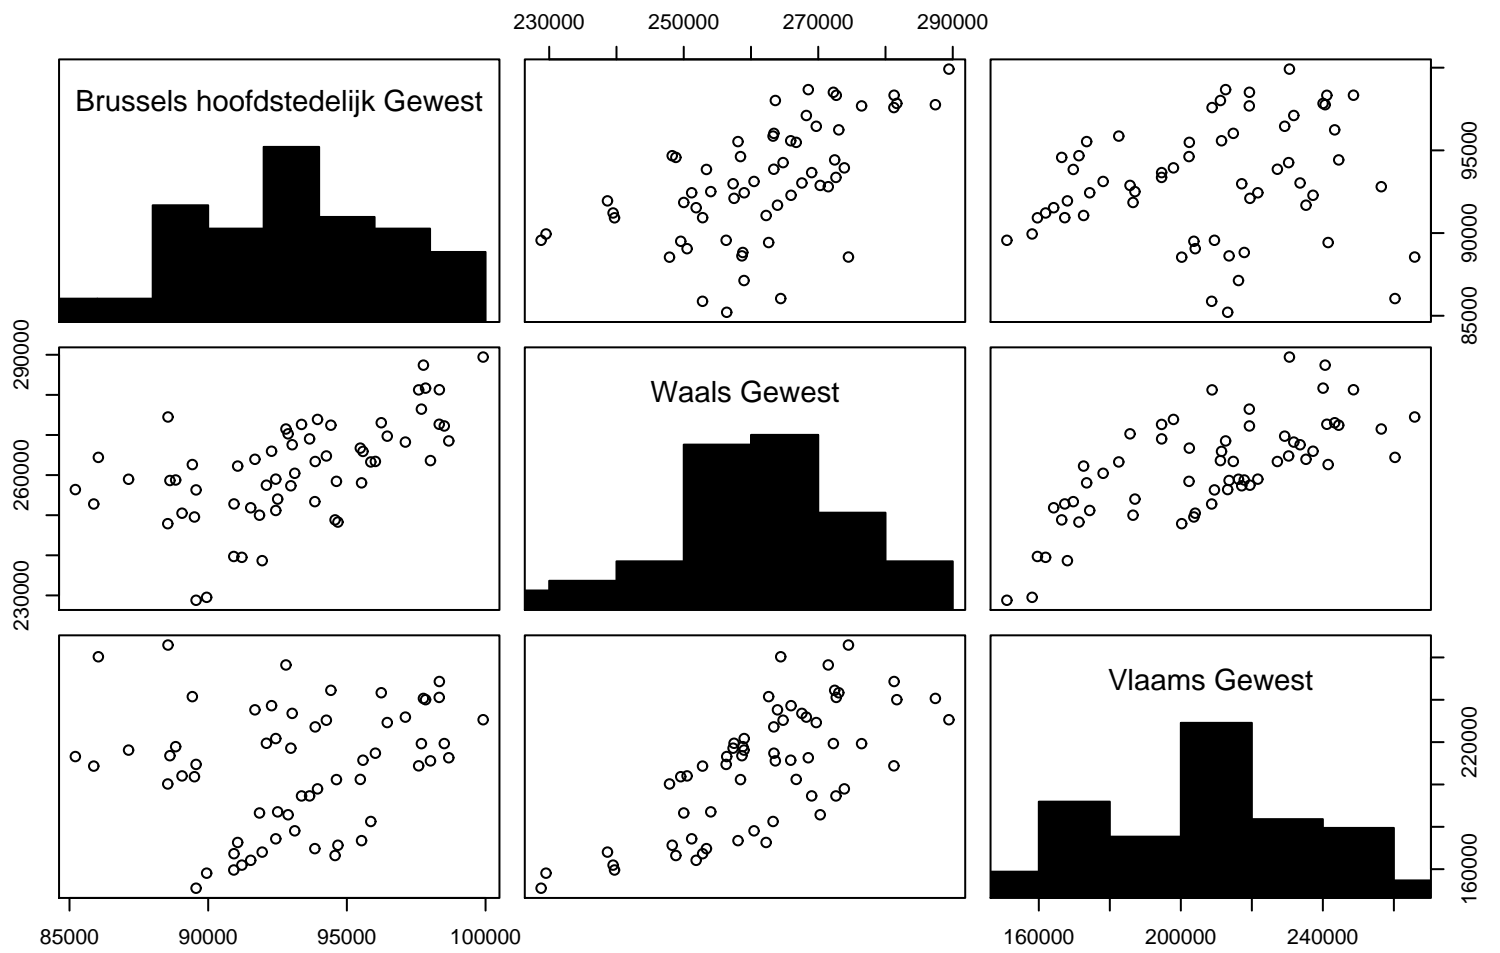 230000 250000 270000 290000
Brussels hoofdstedelijk Gewest
85000 90000 95000
Waals Gewest
230000 260000 290000
Vlaams Gewest
160000 220000
85000 90000 95000 100000
160000 200000 240000